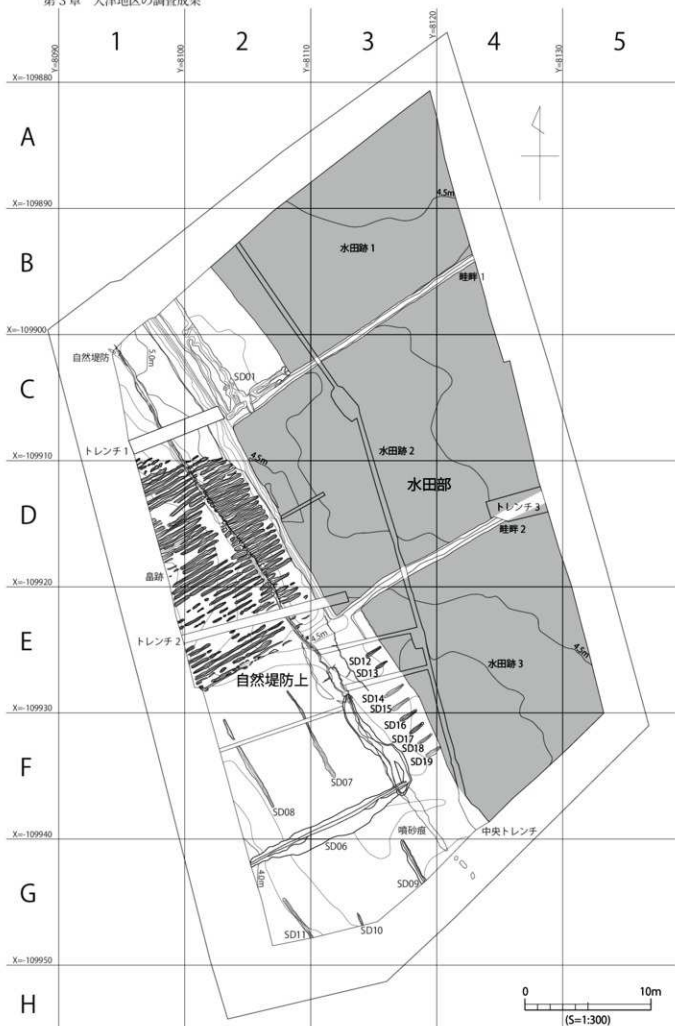 第3章 大津地区の調査成果
1 2 3 4 5
Y=8090
Y=8100
Y=8110
Y=8120
Y=8130
X=-109880
A
4.5m
X=-109890
水田跡 1
B
畦畔 1
X=-109900
自然堤防
5.0m
SD01
C
トレンチ 1
水田跡 2
X=-109910
4.5m
水田部
D
トレンチ 3
畦畔 2
畠跡
X=-109920
トレンチ 2
4.5m
E
SD12
SD13
水田跡 3
4.5m
自然堤防上
SD14
SD15
X=-109930
SD16
SD17
SD18
SD19
F
SD07
SD08
噴砂痕
中央トレンチ
X=-109940
SD06
4.0m
G
SD09
SD11
SD10
X=-109950
H
0 10m
(S=1:300)